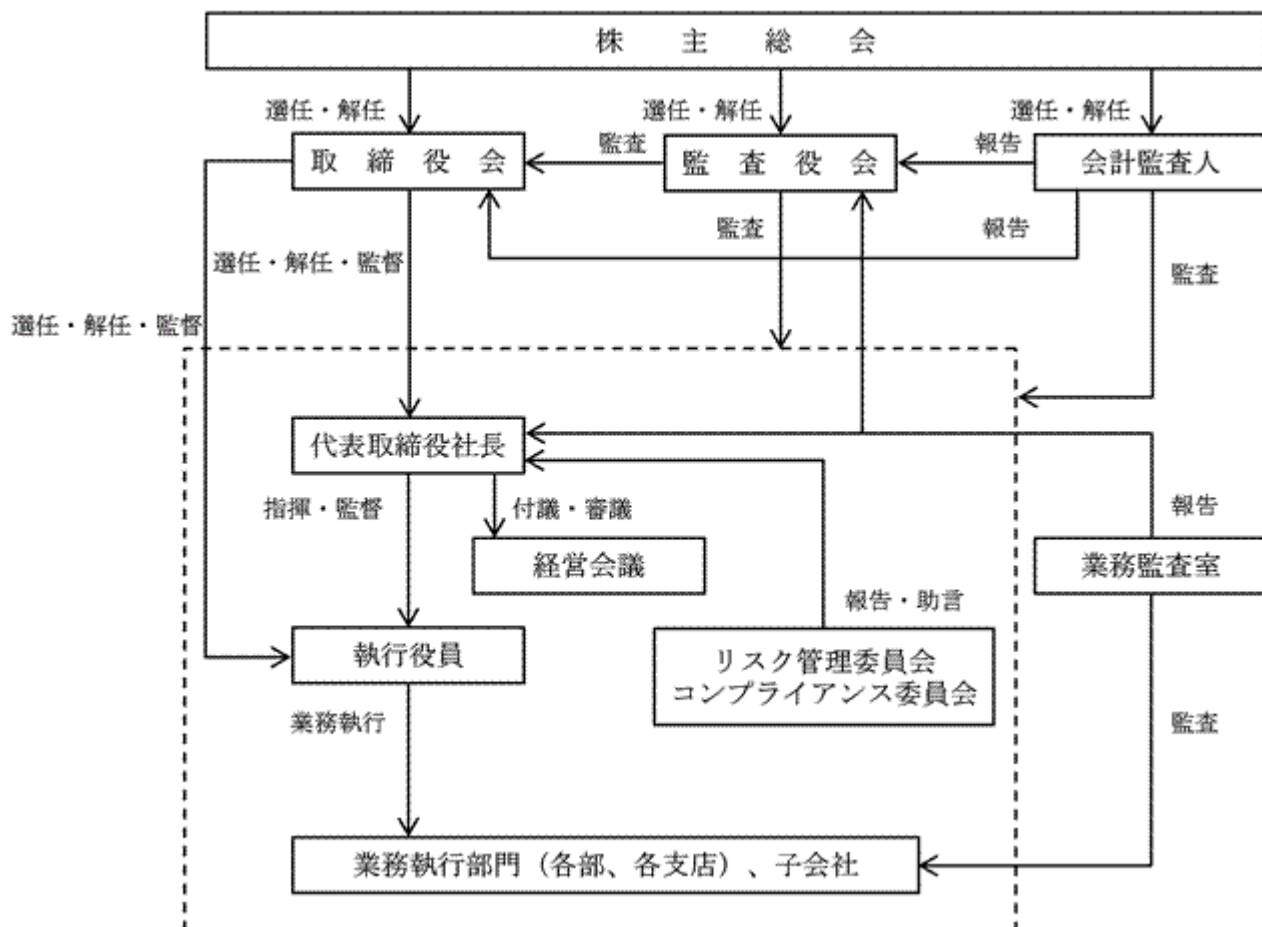 株主総会
選任・解任
選任・解任
選任・解任
取締役会
監査
監査役会
報告
会計監査人
監査
報告
選任・解任・監督
監査
選任・解任・監督
代表取締役社長
指揮・監督
付議・審議
報告
経営会議
業務監査室
報告・助言
執行役員
リスク管理委員会
コンプライアンス委員会
業務執行
監査
業務執行部門(各部、各支店)、子会社